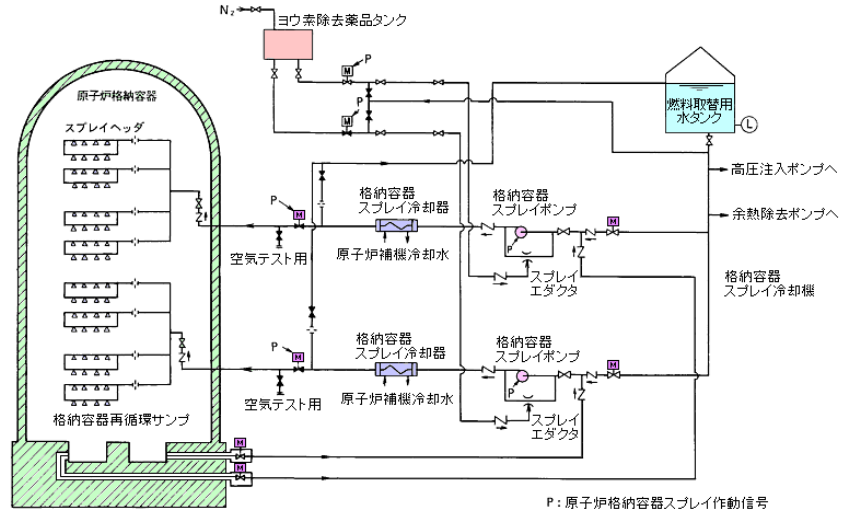 N₂
ヨウ素除去薬品タンク
M
P
M
P
燃料取替用
水タンク
L
原子炉格納容器
スプレイヘッダ
高圧注入ポンプへ
余熱除去ポンプへ
P
M
格納容器
スプレイ冷却器
格納容器
スプレイポンプ
P
M
空気テスト用
原子炉補機冷却水
スプレイ
エダクタ
格納容器
スプレイ冷却機
P
M
格納容器
スプレイ冷却器
格納容器
スプレイポンプ
P
M
空気テスト用
原子炉補機冷却水
スプレイ
エダクタ
格納容器再循環サンプ
M
M
P:原子炉格納容器スプレイ作動信号